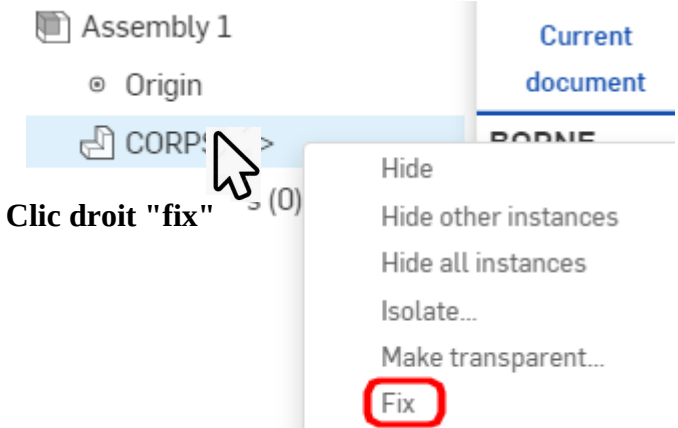 Assembly 1
Current
document
Origin
CORPS
>
Clic droit "fix"
s (0)
Hide
Hide other instances
Hide all instances
Isolate...
Make transparent...
Fix